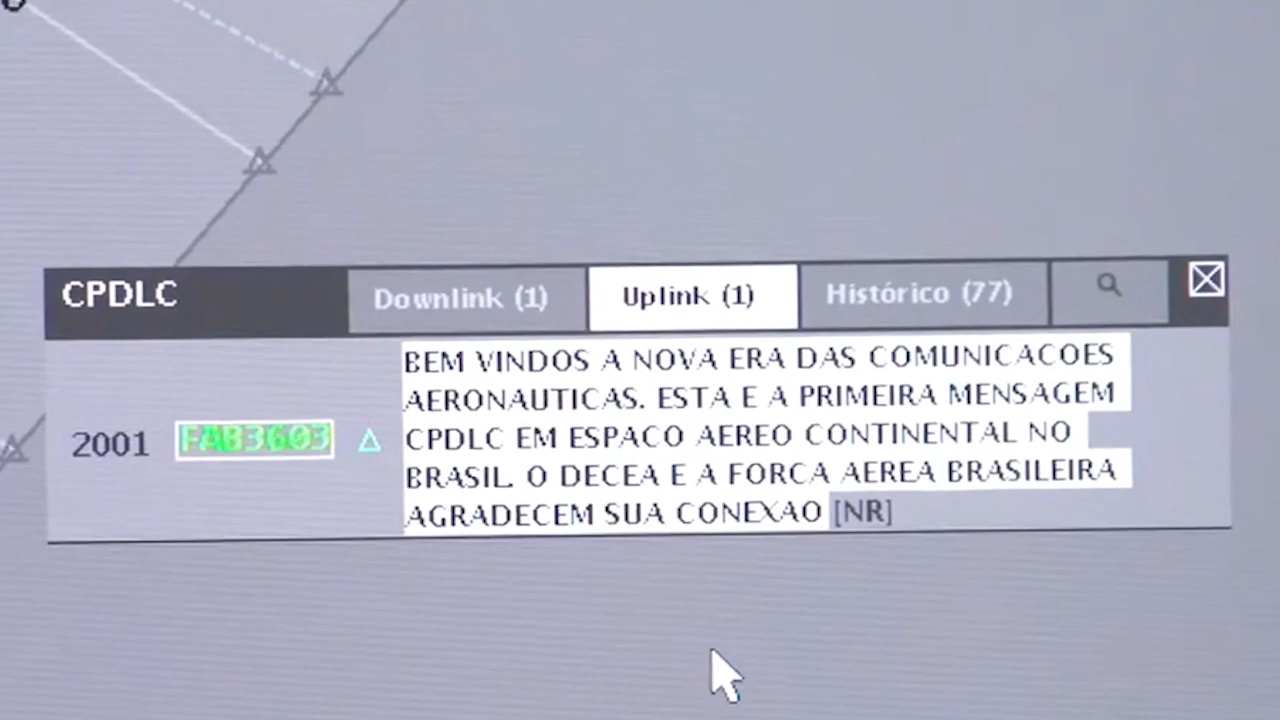 CPDLC Downlink (1) Uplink (1) Histórico (77)
2001 FAB3603
BEM VINDOS A NOVA ERA DAS COMUNICACOES
AERONAUTICAS. ESTA E A PRIMEIRA MENSAGEM
CPDLC EM ESPACO AEREO CONTINENTAL NO
BRASIL. O DECEA E A FORCA AEREA BRASILEIRA
AGRADECEM SUA CONEXAO [NR]